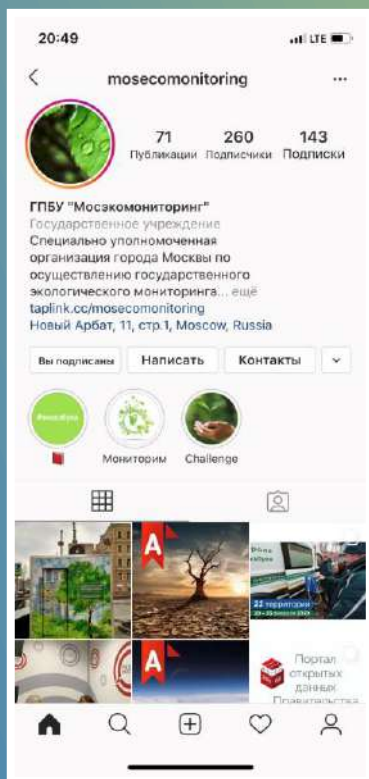 20:49
LTE
mosecomonitoring
71 260 143
Публикации Подписчики Подписки
ГПБУ "Мосэкомониторинг"
Государственное учреждение
Специально уполномоченная
организация города Москвы по
осуществлению государственного
экологического мониторинга... ещё
taplink.cc/mosecomonitoring
Новый Арбат, 11, стр.1, Moscow, Russia
Вы подписаны Написать Контакты
Мониторим Challenge
А
22 территории
А
Портал
открытых
данных
Правительства